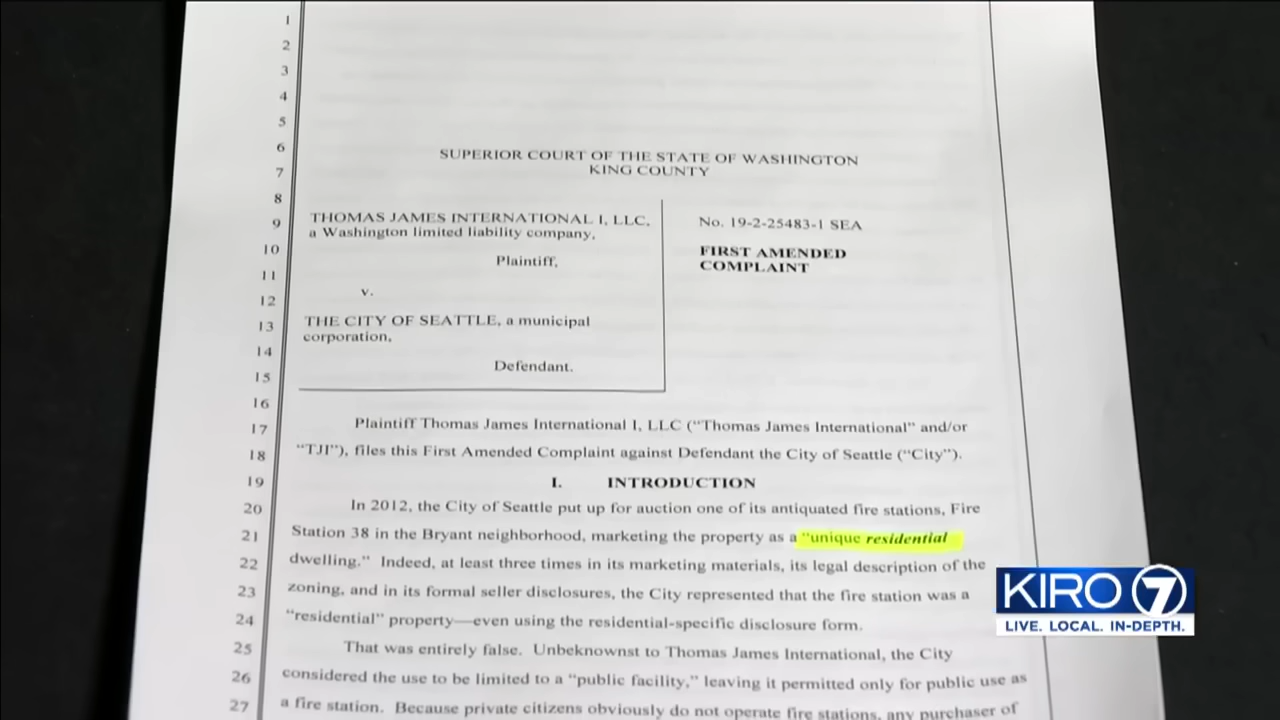 1
2
3
4
5
6 SUPERIOR COURT OF THE STATE OF WASHINGTON
7 KING COUNTY
8
9 THOMAS JAMES INTERNATIONAL I, LLC, a Washington limited liability company,
10 Plaintiff,
11
12 v.
13 THE CITY OF SEATTLE, a municipal corporation,
14 Defendant.
15
No. 19-2-25483-1 SEA
FIRST AMENDED
COMPLAINT
16
17 Plaintiff Thomas James International I, LLC (“Thomas James International” and/or
18 “TJI”), files this First Amended Complaint against Defendant the City of Seattle (“City”).
19 I. INTRODUCTION
20 In 2012, the City of Seattle put up for auction one of its antiquated fire stations, Fire
21 Station 38 in the Bryant neighborhood, marketing the property as a “unique residential
22 dwelling.” Indeed, at least three times in its marketing materials, its legal description of the
23 zoning, and in its formal seller disclosures, the City represented that the fire station was a
24 “residential” property—even using the residential-specific disclosure form.
25 That was entirely false. Unbeknownst to Thomas James International, the City
26 considered the use to be limited to a “public facility,” leaving it permitted only for public use as
27 a fire station. Because private citizens obviously do not operate fire stations, any purchaser of
KIRO 7
LIVE. LOCAL. IN-DEPTH.